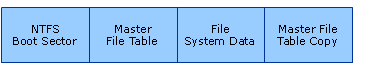 NTFS
Boot Sector
Master
File Table
File
System Data
Master File
Table Copy